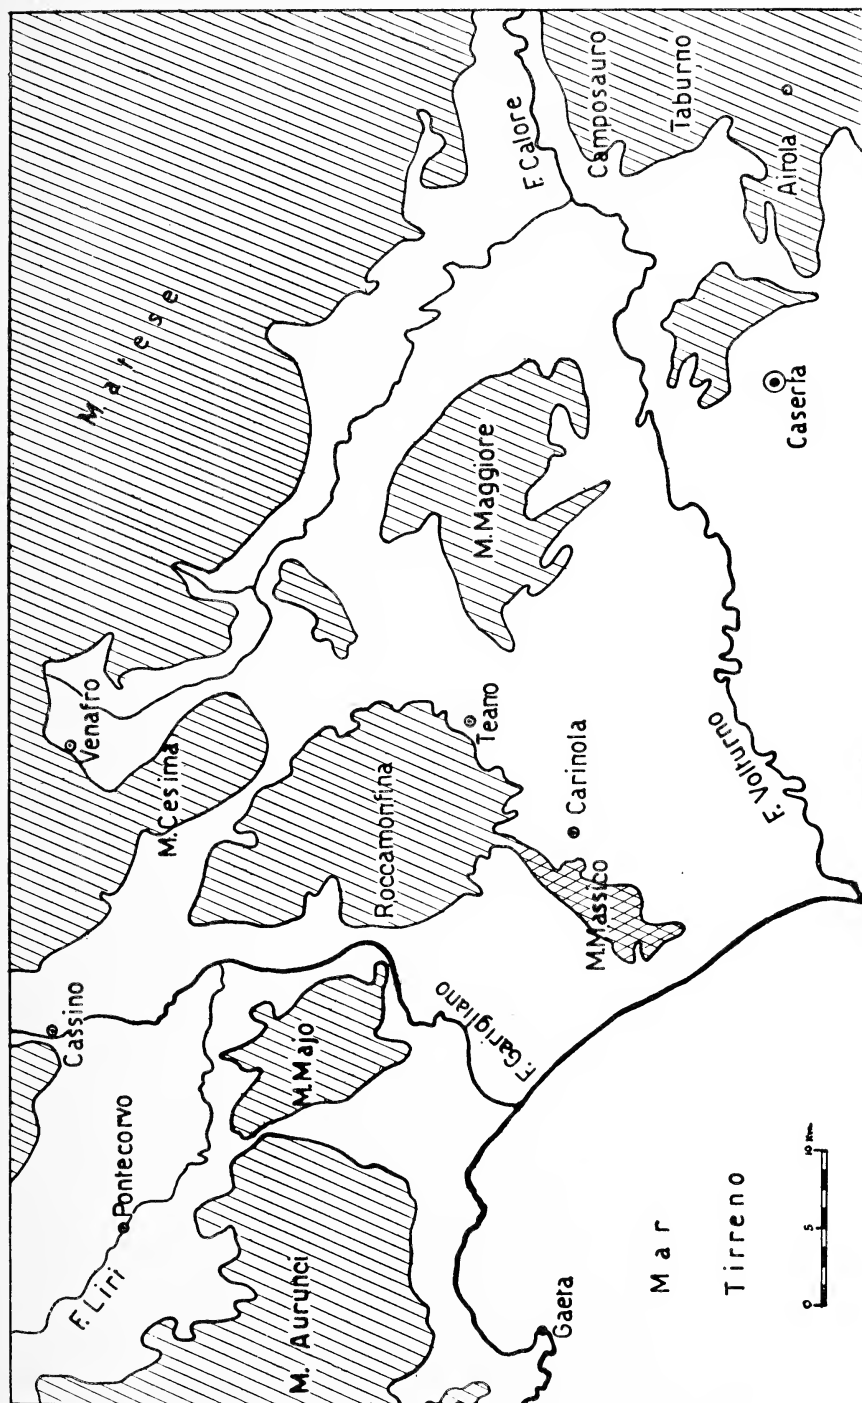 Matese
Venafro
Cassino
M. Cesima
Pontecorvo
F. Liri
F. Calore
Camposauro
Taburno
Airola
Roccamonfina
M. Maggiore
M. Majo
M. Aurunci
Teano
Carinola
Caserta
M. Massico
F. Garigliano
F. Volturno
Gaeta
Mar
Tirreno
0 5 10 Km.